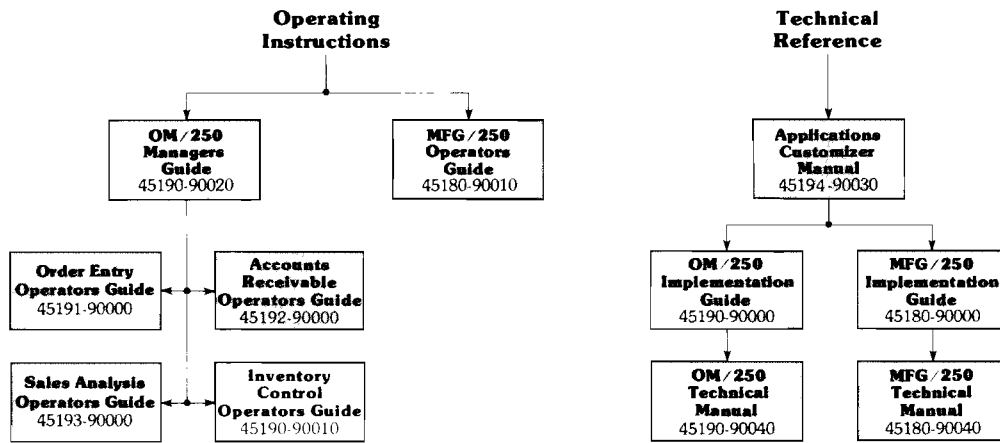 Operating
Instructions
OM/250
Managers
Guide
45190-90020
MFG/250
Operators
Guide
45180-90010
Order Entry
Operators Guide
45191-90000
Accounts
Receivable
Operators Guide
45192-90000
Sales Analysis
Operators Guide
45193-90000
Inventory
Control
Operators Guide
45190-90010
Technical
Reference
Applications
Customizer
Manual
45194-90030
OM/250
Implementation
Guide
45190-90000
MFG/250
Implementation
Guide
45180-90000
OM/250
Technical
Manual
45190-90040
MFG/250
Technical
Manual
45180-90040